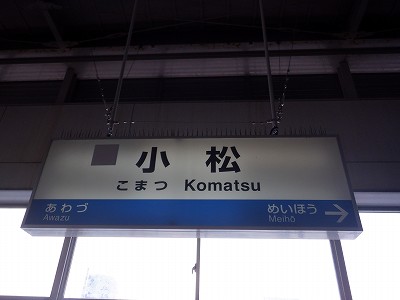 小松
こまつ Komatsu
あわづ めいほう →
Awazu Meihō